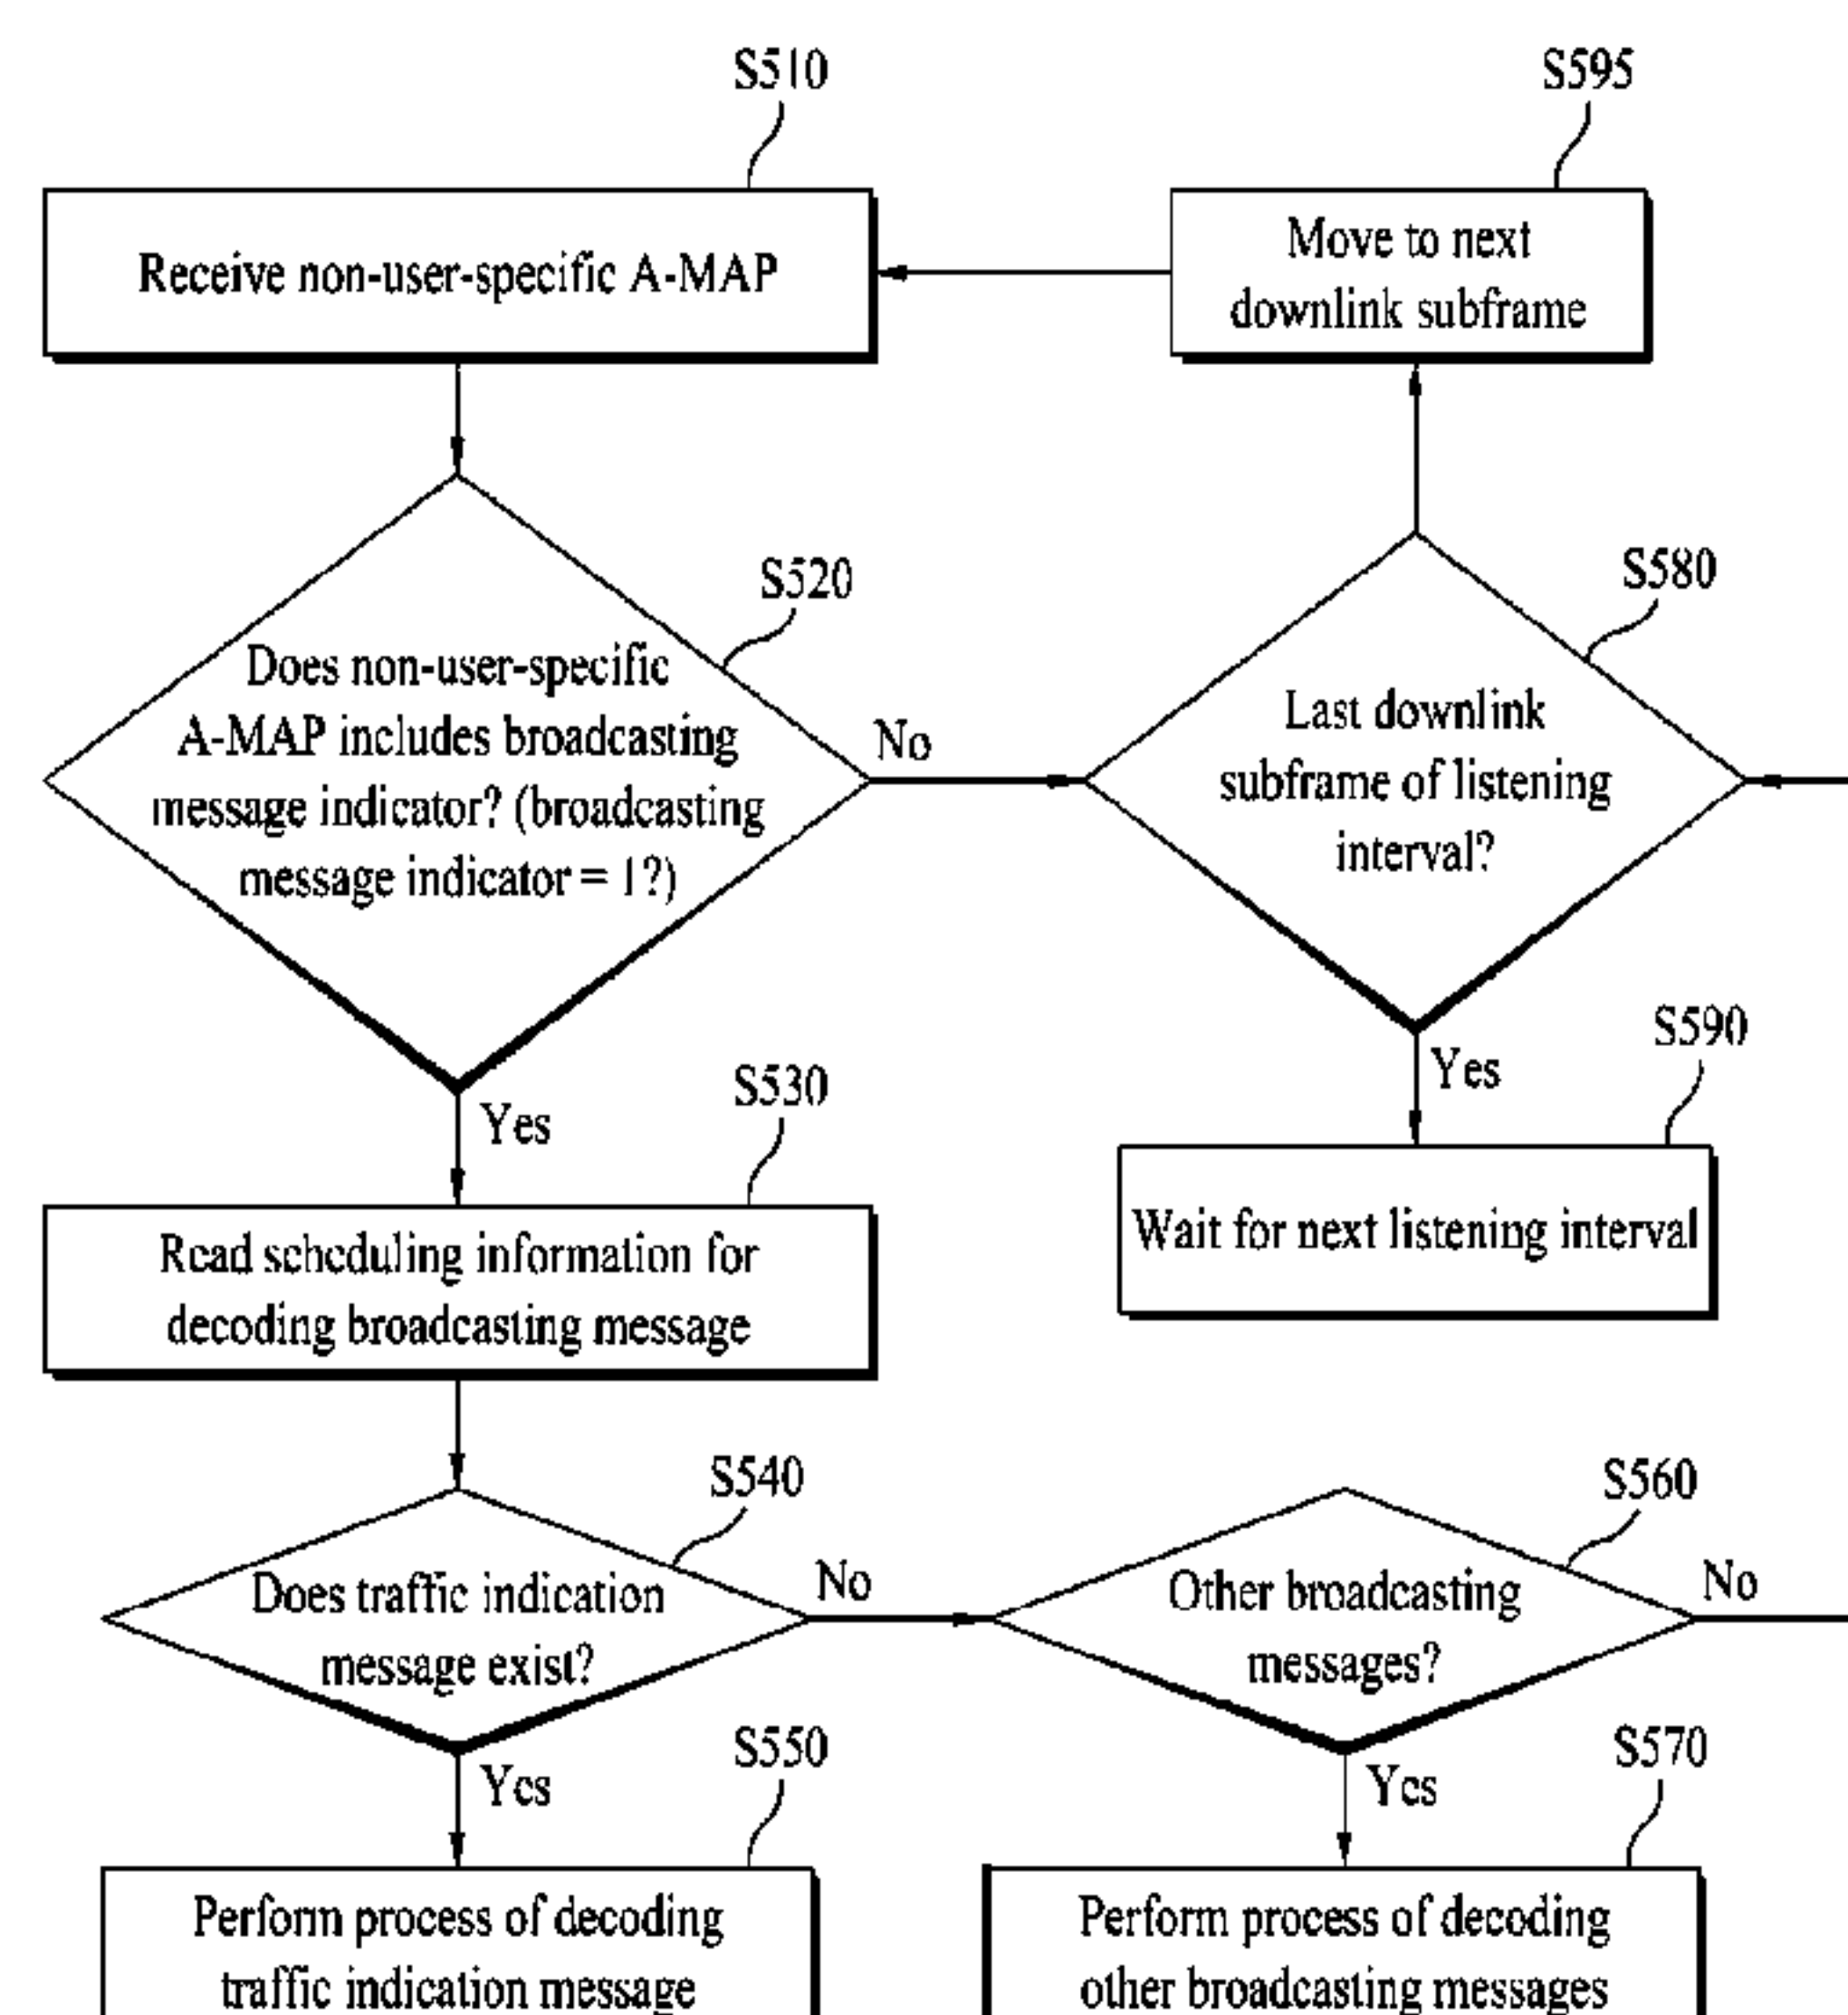 S510
S595
Receive non-user-specific A-MAP
Move to next
downlink subframe
S520
S580
Does non-user-specific
A-MAP includes broadcasting
message indicator? (broadcasting
message indicator = 1?)
No
Last downlink
subframe of listening
interval?
S590
Yes
Wait for next listening interval
S530
Yes
Read scheduling information for
decoding broadcasting message
S540
S560
Does traffic indication
message exist?
No
Other broadcasting
messages?
No
S550
S570
Yes
Yes
Perform process of decoding
traffic indication message
Perform process of decoding
other broadcasting messages